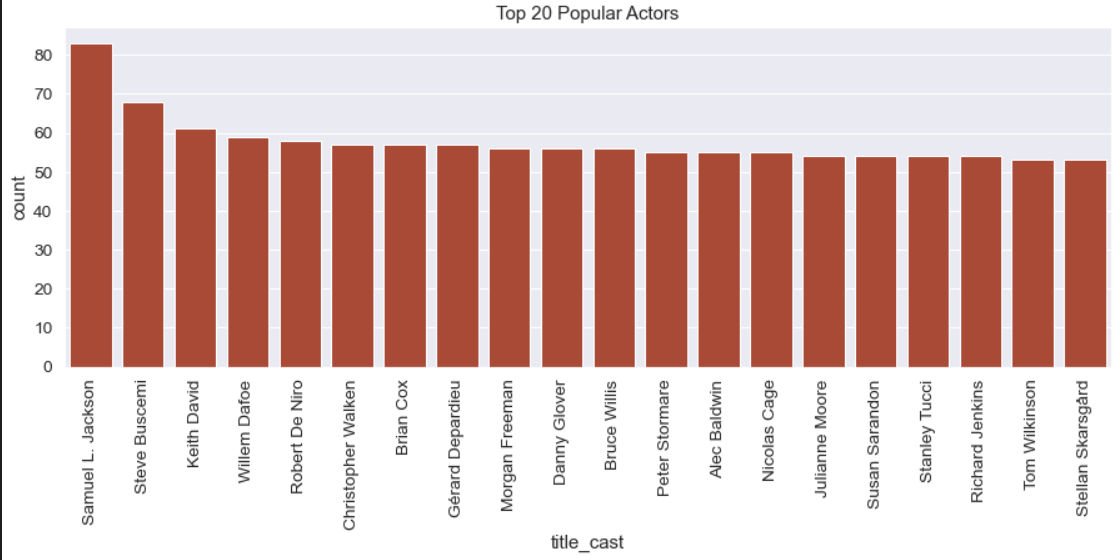 Top 20 Popular Actors
count
80
70
60
50
40
30
20
10
0
Samuel L. Jackson
Steve Buscemi
Keith David
Willem Dafoe
Robert De Niro
Christopher Walken
Brian Cox
Gérard Depardieu
Morgan Freeman
Danny Glover
Bruce Willis
Peter Stormare
Alec Baldwin
Nicolas Cage
Julianne Moore
Susan Sarandon
Stanley Tucci
Richard Jenkins
Tom Wilkinson
Stellan Skarsgård
title_cast